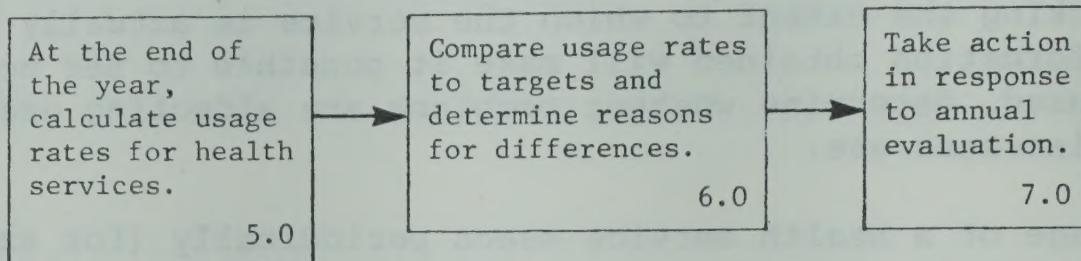 At the end of
the year,
calculate usage
rates for health
services.
5.0
Compare usage rates
to targets and
determine reasons
for differences.
6.0
Take action
in response
to annual
evaluation.
7.0